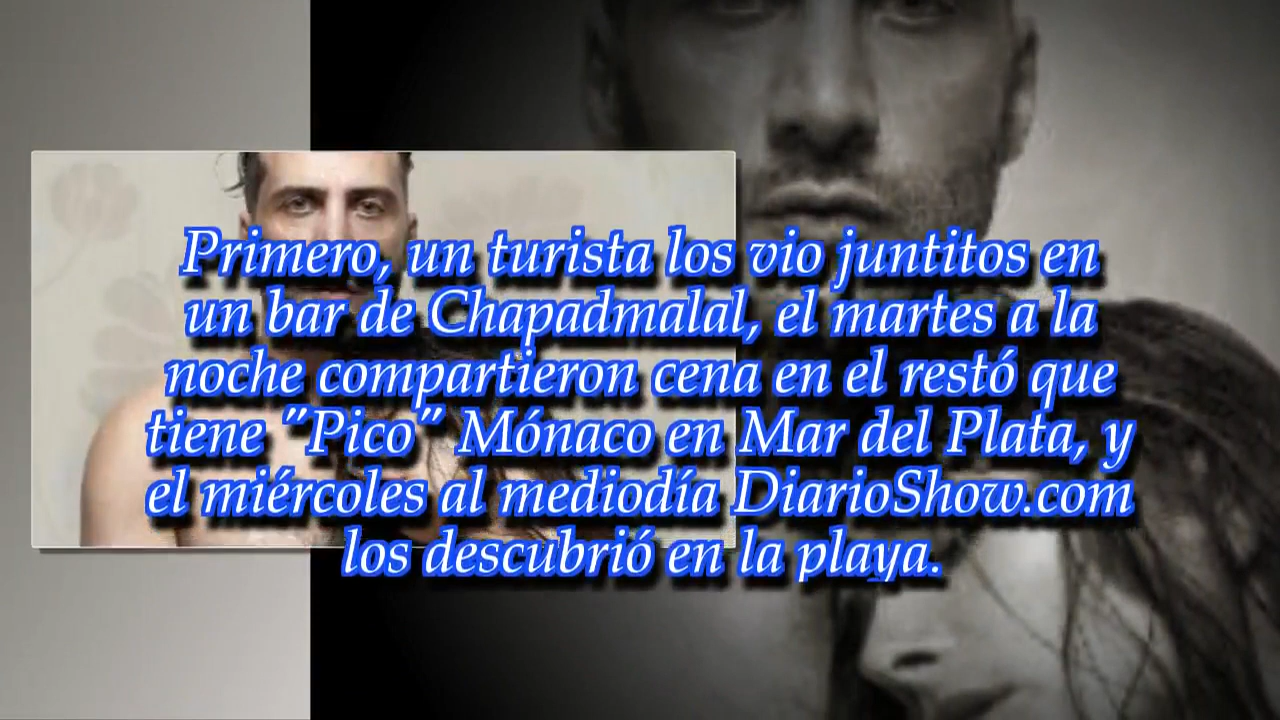 Primero, un turista los vio juntitos en
un bar de Chapadmalal, el martes a la
noche compartieron cena en el restó que
tiene "Pico" Mónaco en Mar del Plata, y
el miércoles al mediodía DiarioShow.com
los descubrió en la playa.